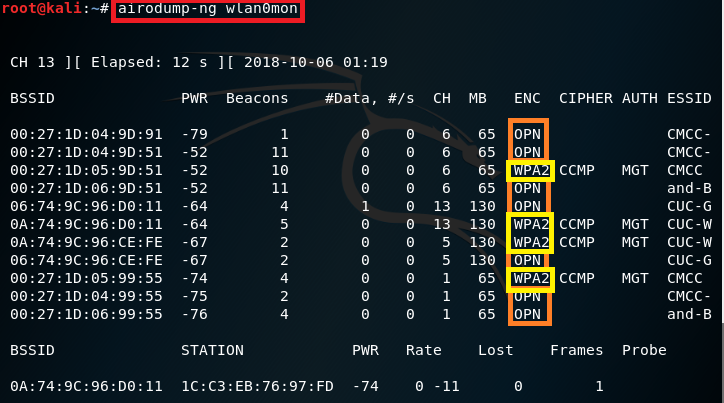 root@kali:~# airodump-ng wlan0mon
CH 13 ][ Elapsed: 12 s ][ 2018-10-06 01:19
BSSID PWR Beacons #Data, #/s CH MB ENC CIPHER AUTH ESSID
00:27:1D:04:9D:91 -79 1 0 0 6 65 OPN CMCC-
00:27:1D:04:9D:51 -52 11 0 0 6 65 OPN CMCC-
00:27:1D:05:9D:51 -52 10 0 0 6 65 WPA2 CCMP MGT CMCC
00:27:1D:06:9D:51 -52 11 0 0 6 65 OPN and-B
06:74:9C:96:D0:11 -64 4 1 0 13 130 OPN CUC-G
0A:74:9C:96:D0:11 -64 5 0 0 13 130 WPA2 CCMP MGT CUC-W
0A:74:9C:96:CE:FE -67 2 0 0 5 130 WPA2 CCMP MGT CUC-W
06:74:9C:96:CE:FE -67 2 0 0 5 130 OPN CUC-G
00:27:1D:05:99:55 -74 4 0 0 1 65 WPA2 CCMP MGT CMCC
00:27:1D:04:99:55 -75 2 0 0 1 65 OPN CMCC-
00:27:1D:06:99:55 -76 4 0 0 1 65 OPN and-B
BSSID STATION PWR Rate Lost Frames Probe
0A:74:9C:96:D0:11 1C:C3:EB:76:97:FD -74 0 -11 0 1